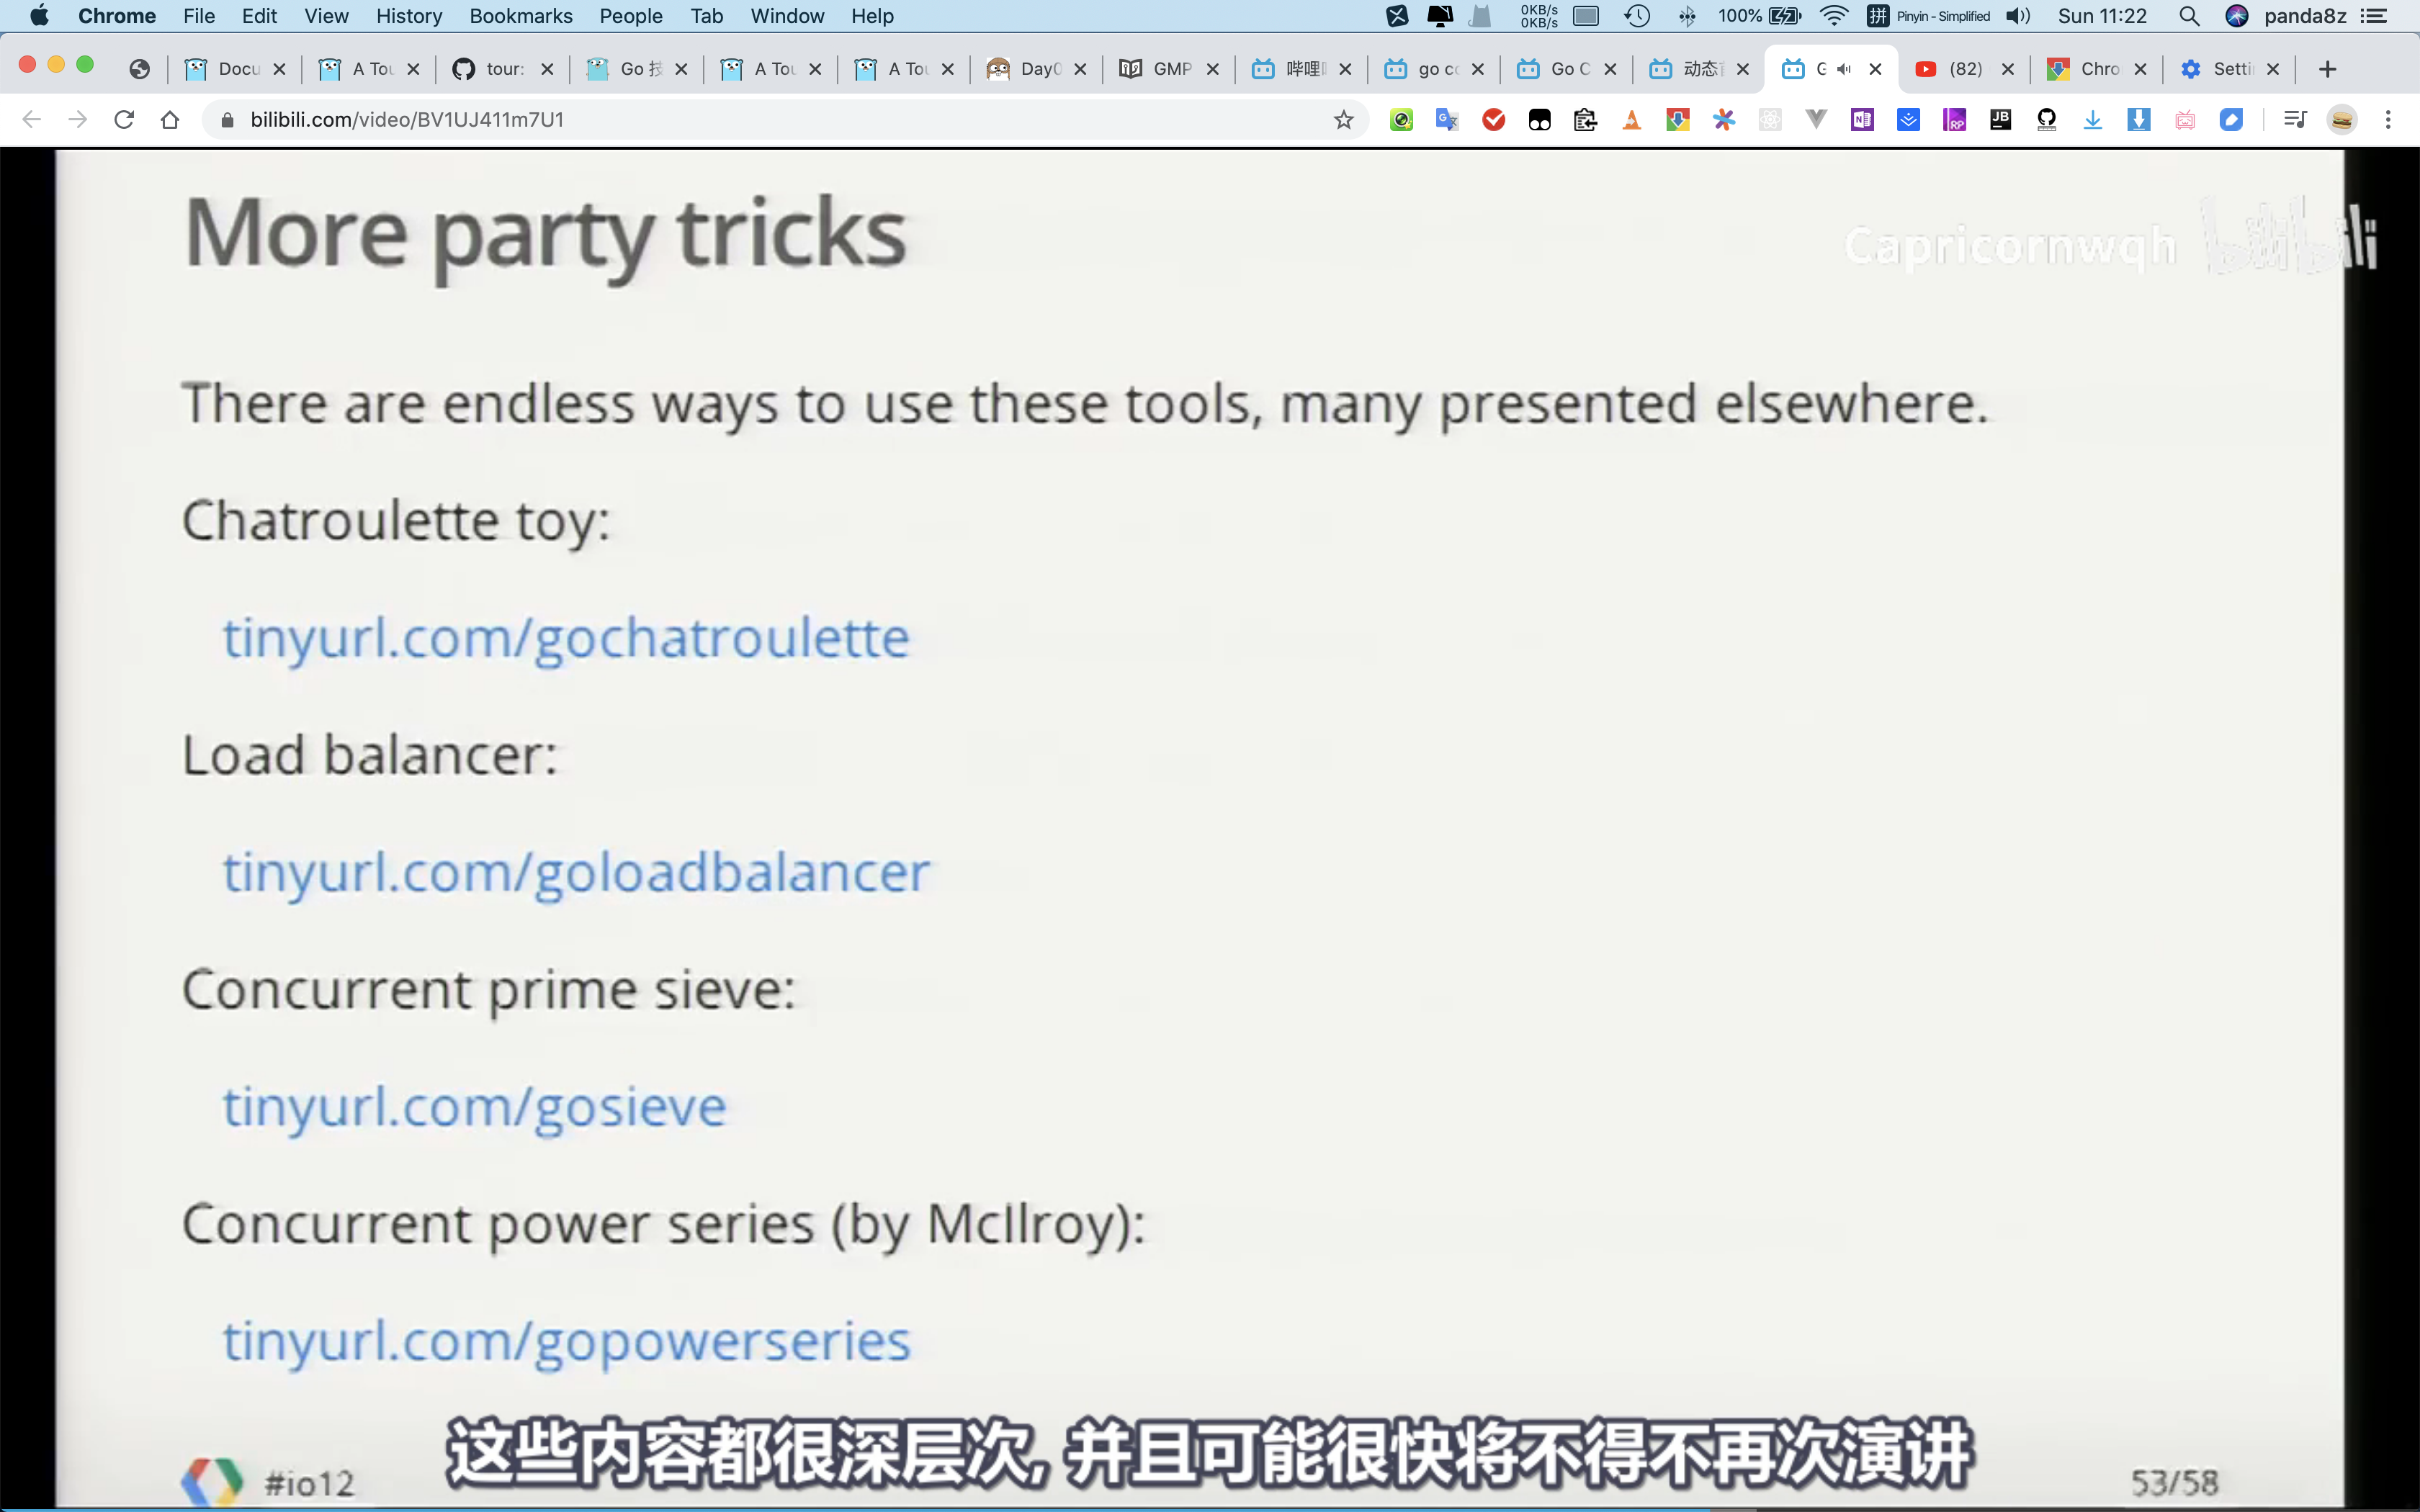 Chrome File Edit View History Bookmarks People Tab Window Help 0KB/s 0KB/s 100% 拼 Pinyin - Simplified Sun 11:22 panda8z
Docu A Tou tour: Go 技 A Tou A Tou Day0 GMP 哔哩 go co Go C 动态 G (82) Chro Setti
bilibili.com/video/BV1UJ411m7U1
More party tricks
Capricornwqh bilibili
There are endless ways to use these tools, many presented elsewhere.
Chatroulette toy:
tinyurl.com/gochatroulette
Load balancer:
tinyurl.com/goloadbalancer
Concurrent prime sieve:
tinyurl.com/gosieve
Concurrent power series (by McIlroy):
tinyurl.com/gopowerseries
这些内容都很深层次, 并且可能很快将不得不再次演讲
#io12 53/58